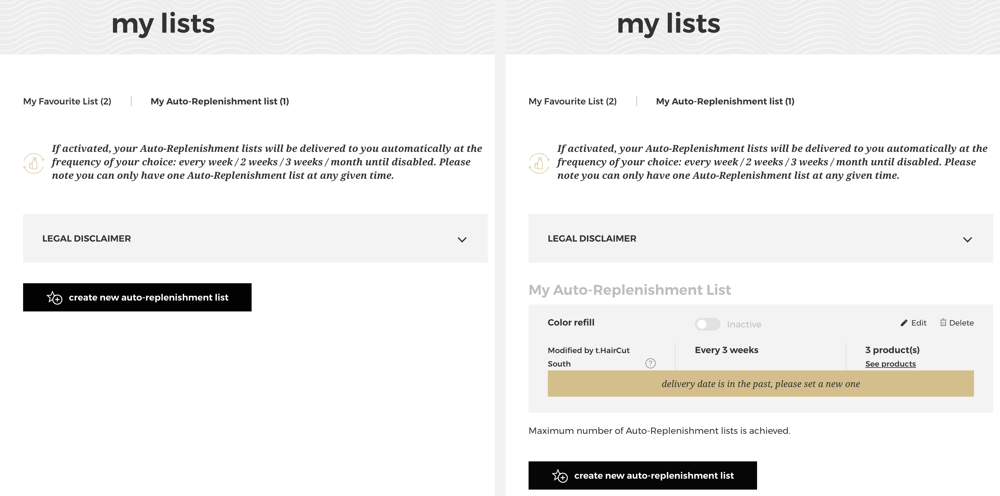 my lists
My Favourite List (2)
My Auto-Replenishment list (1)
If activated, your Auto-Replenishment lists will be delivered to you automatically at the
frequency of your choice: every week / 2 weeks / 3 weeks / month until disabled. Please
note you can only have one Auto-Replenishment list at any given time.
LEGAL DISCLAIMER
create new auto-replenishment list
my lists
My Favourite List (2)
My Auto-Replenishment list (1)
If activated, your Auto-Replenishment lists will be delivered to you automatically at the
frequency of your choice: every week / 2 weeks / 3 weeks / month until disabled. Please
note you can only have one Auto-Replenishment list at any given time.
LEGAL DISCLAIMER
My Auto-Replenishment List
Color refill
Inactive
Edit
Delete
Modified by t.HairCut
South
?
Every 3 weeks
3 product(s)
See products
delivery date is in the past, please set a new one
Maximum number of Auto-Replenishment lists is achieved.
create new auto-replenishment list